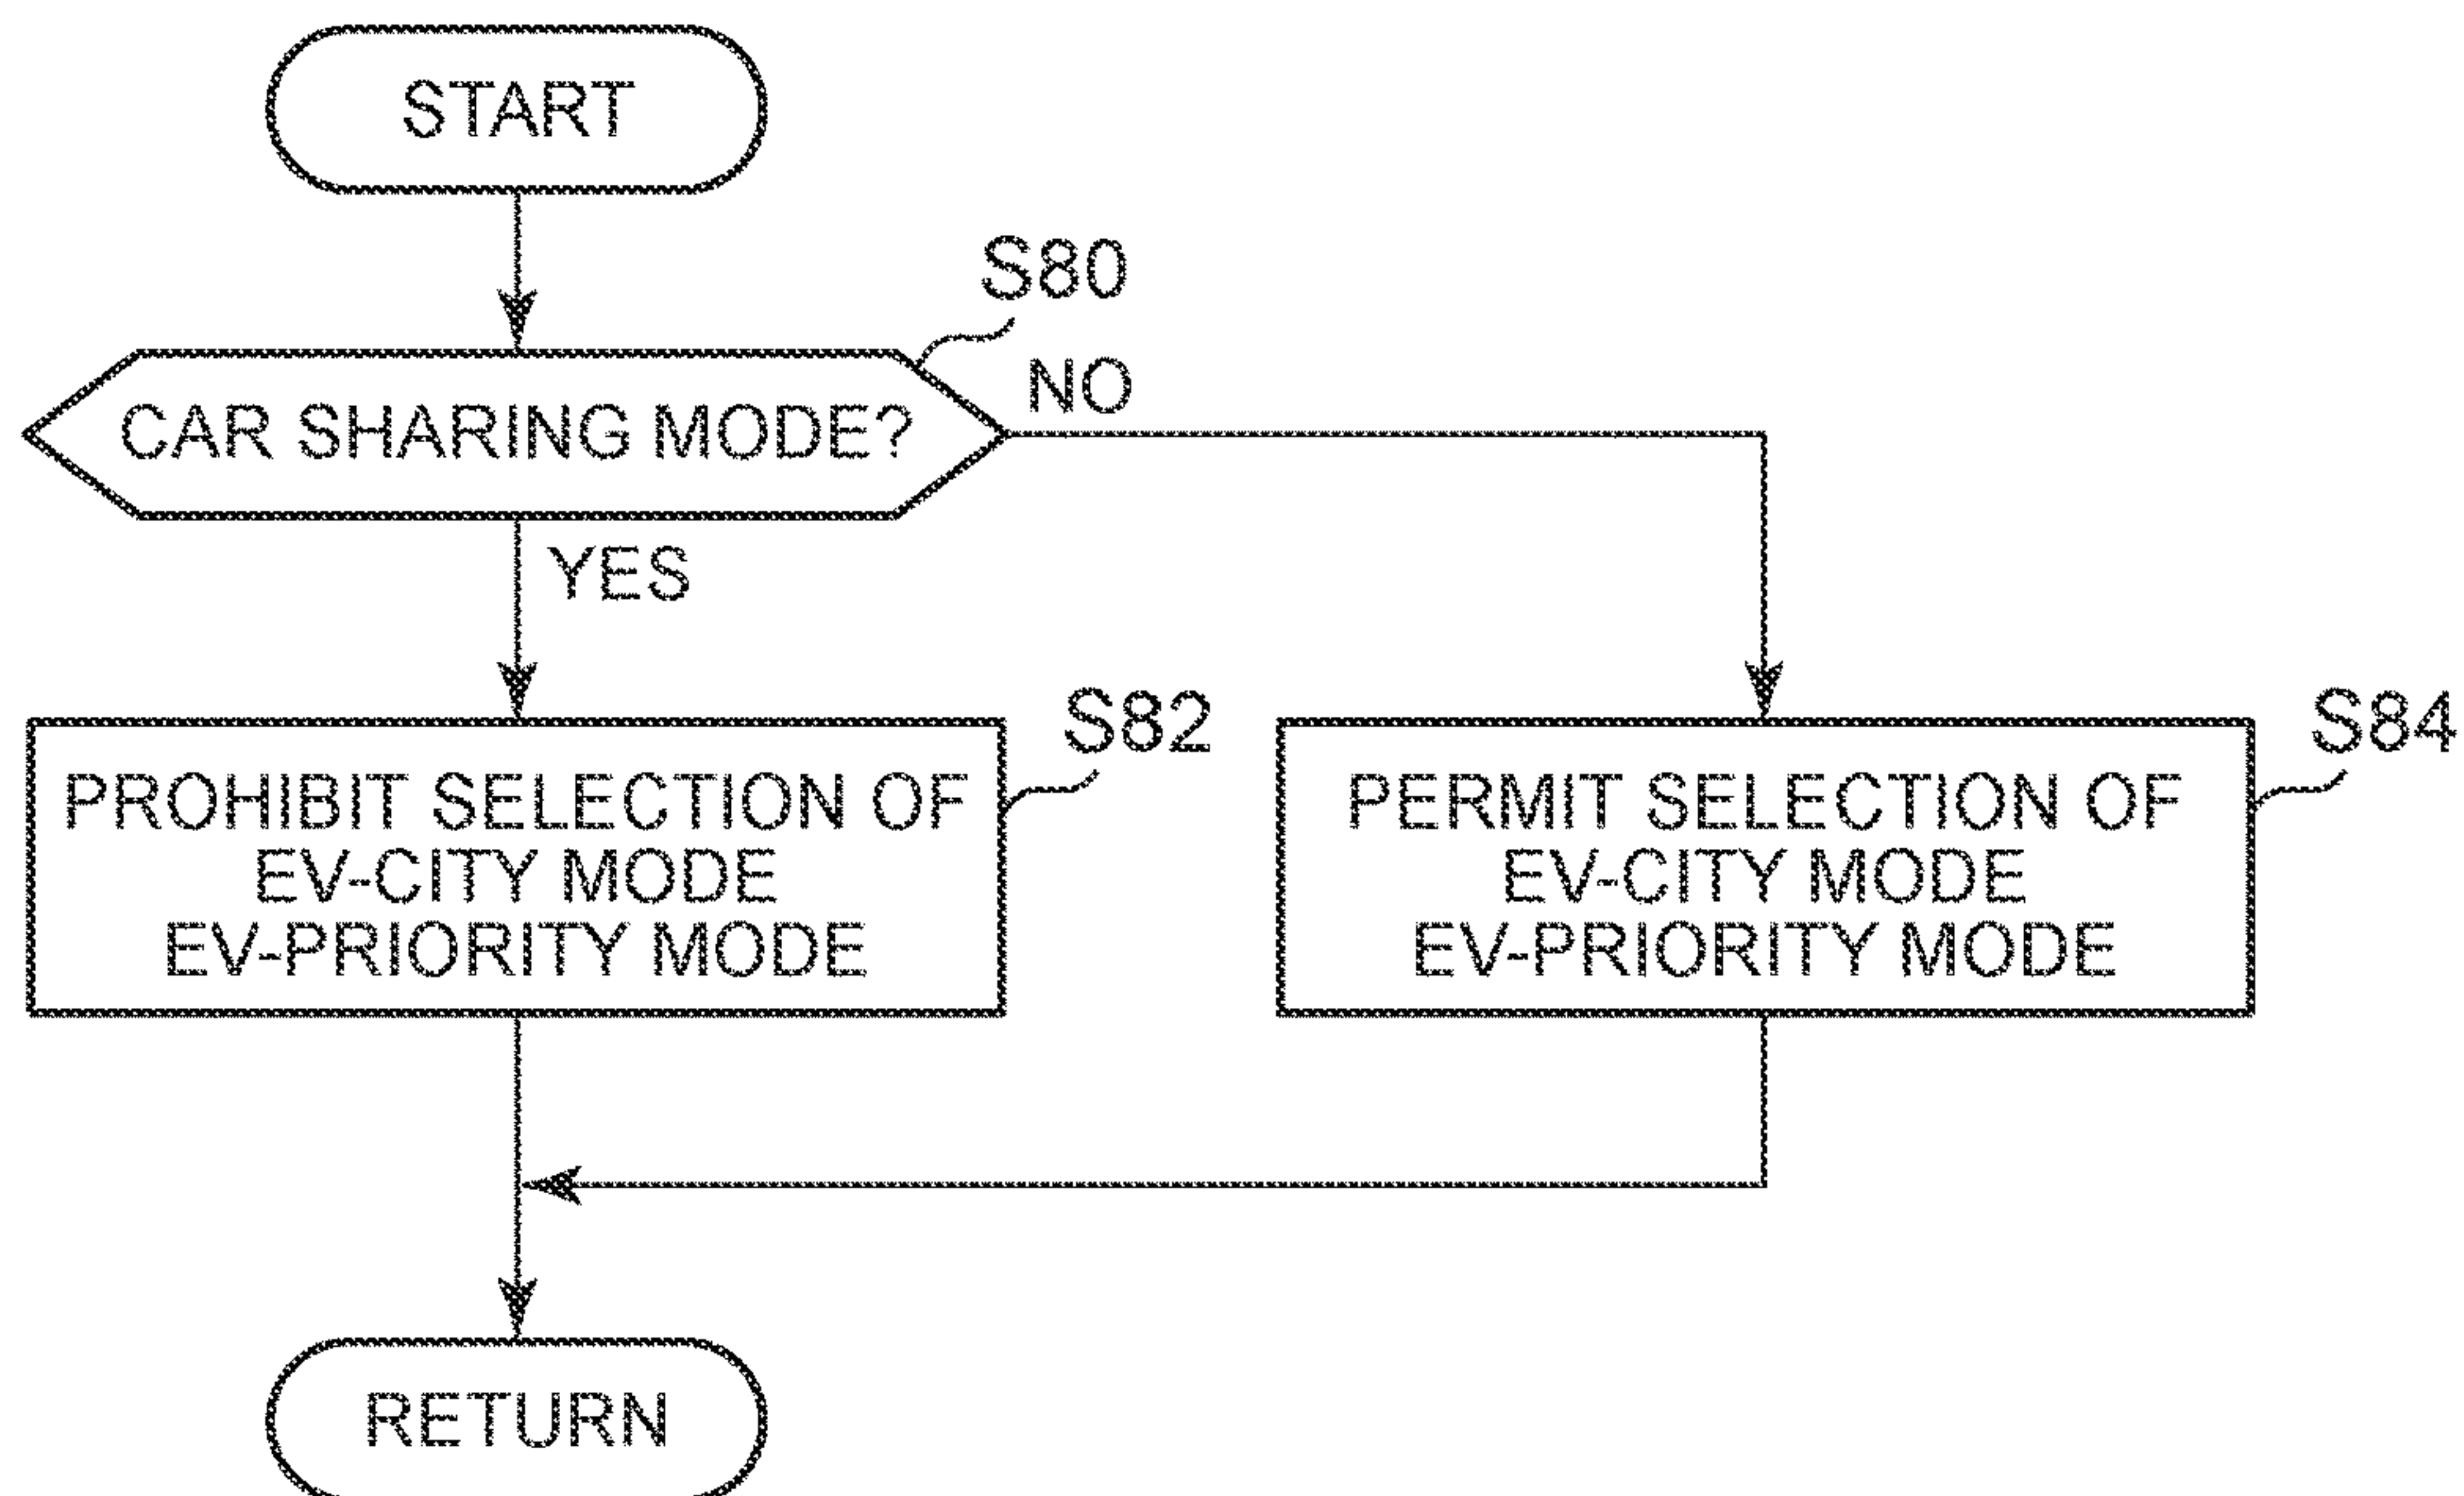 START
S80
CAR SHARING MODE?
NO
YES
S82
PROHIBIT SELECTION OF
EV-CITY MODE
EV-PRIORITY MODE
S84
PERMIT SELECTION OF
EV-CITY MODE
EV-PRIORITY MODE
RETURN